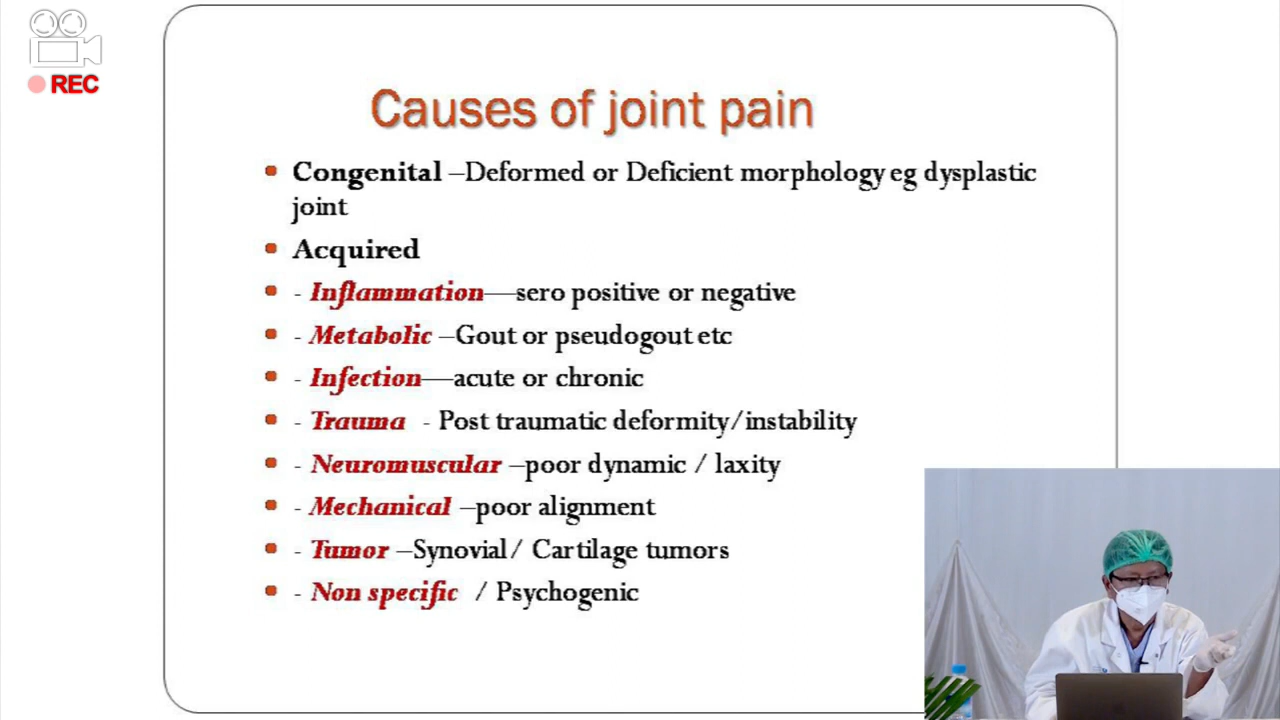 REC
Causes of joint pain
Congenital –Deformed or Deficient morphology eg dysplastic
joint
Acquired
- Inflammation—sero positive or negative
- Metabolic –Gout or pseudogout etc
- Infection—acute or chronic
- Trauma - Post traumatic deformity/instability
- Neuromuscular –poor dynamic / laxity
- Mechanical –poor alignment
- Tumor –Synovial/ Cartilage tumors
- Non specific / Psychogenic